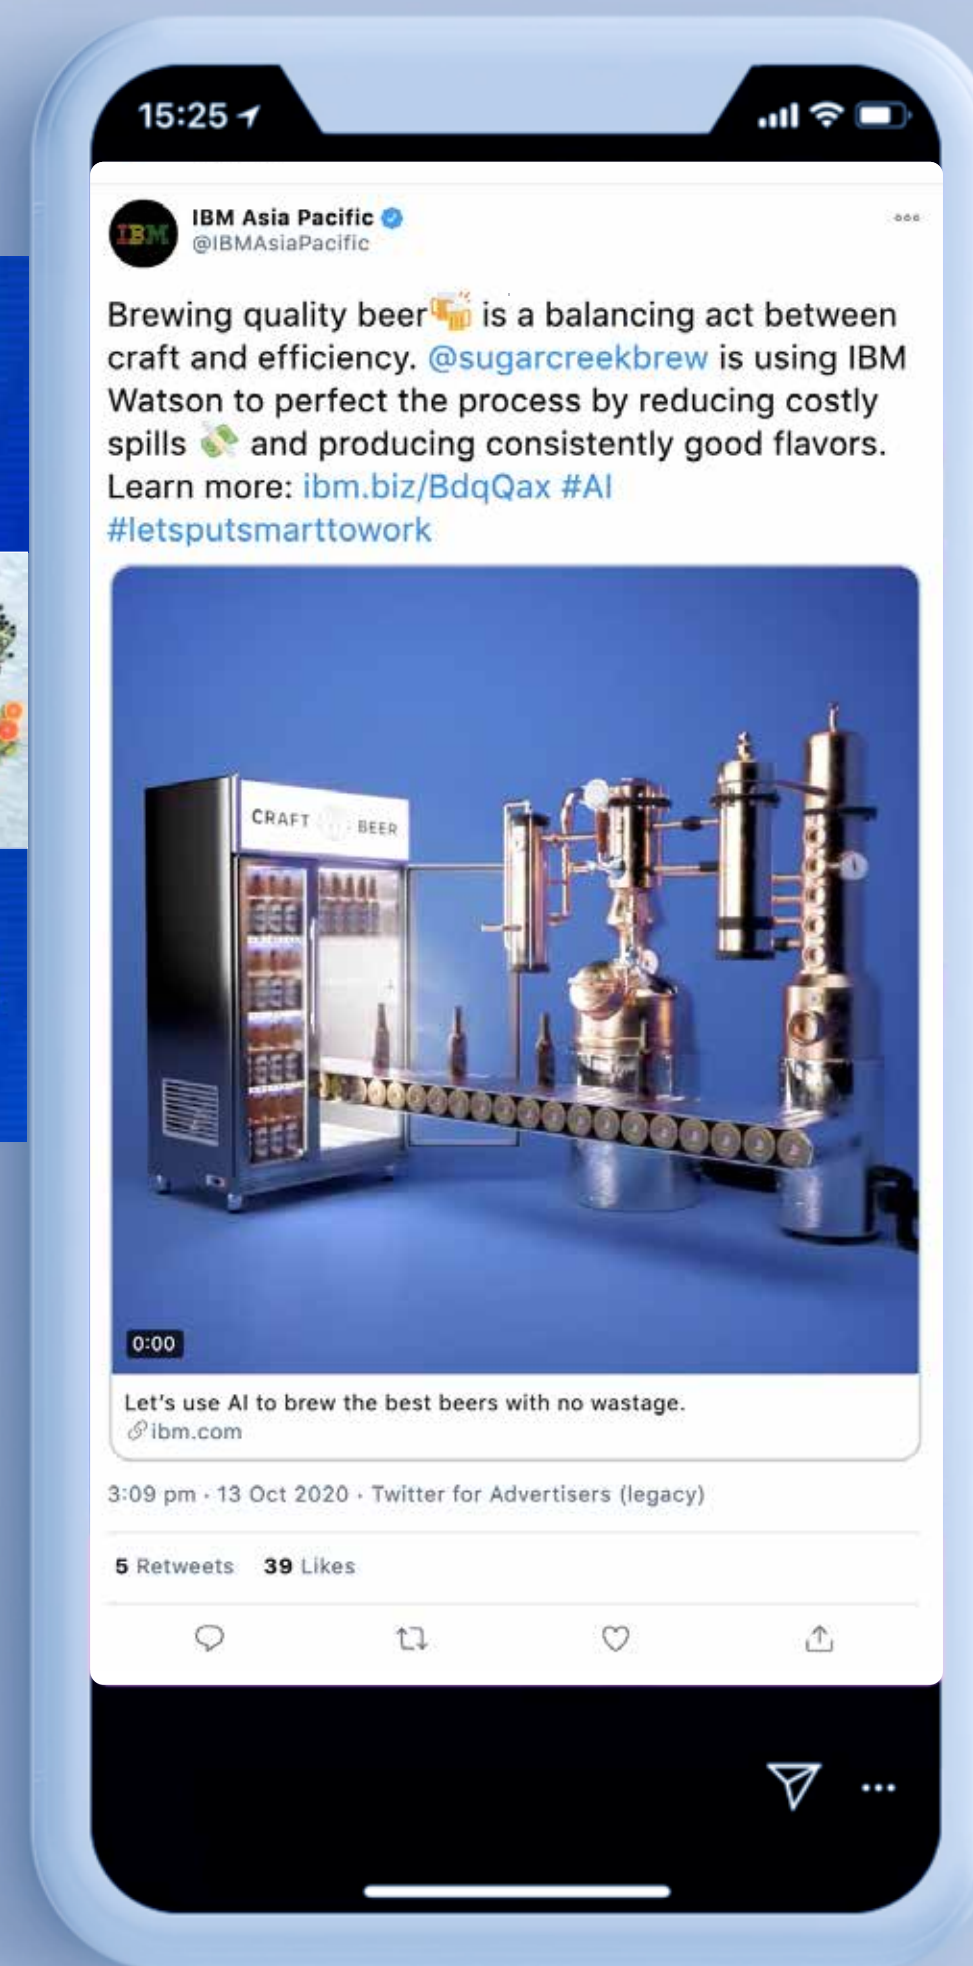 15:25
IBM
IBM Asia Pacific
@IBMAsiaPacific
Brewing quality beer🍻 is a balancing act between
craft and efficiency. @sugarcreekbrew is using IBM
Watson to perfect the process by reducing costly
spills 💸 and producing consistently good flavors.
Learn more: ibm.biz/BdqQax #AI
#letsputsmarttowork
CRAFT BEER
0:00
Let's use AI to brew the best beers with no wastage.
ibm.com
3:09 pm · 13 Oct 2020 · Twitter for Advertisers (legacy)
5 Retweets 39 Likes